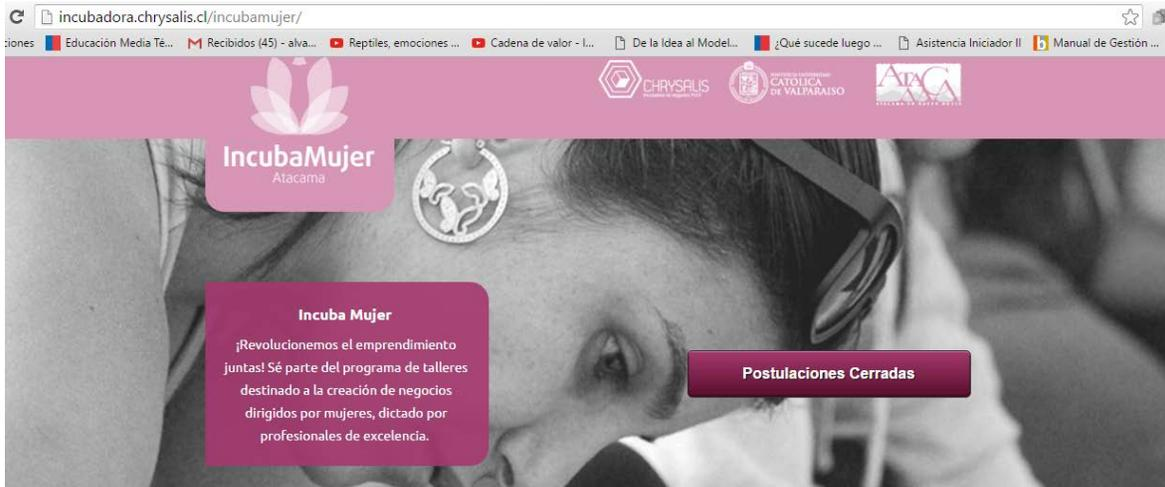 incubadora.chrysalis.cl/incubamujer/
ciones Educación Media Té... Recibidos (45) - alva... Reptiles, emociones ... Cadena de valor - I... De la Idea al Model... ¿Qué sucede luego ... Asistencia Iniciador II Manual de Gestión ...
CHRYSALIS
CATOLICA
DE VALPARAISO
ATACAMA
IncubaMujer
Atacama
Incuba Mujer
¡Revolucionemos el emprendimiento
juntas! Sé parte del programa de talleres
destinado a la creación de negocios
dirigidos por mujeres, dictado por
profesionales de excelencia.
Postulaciones Cerradas